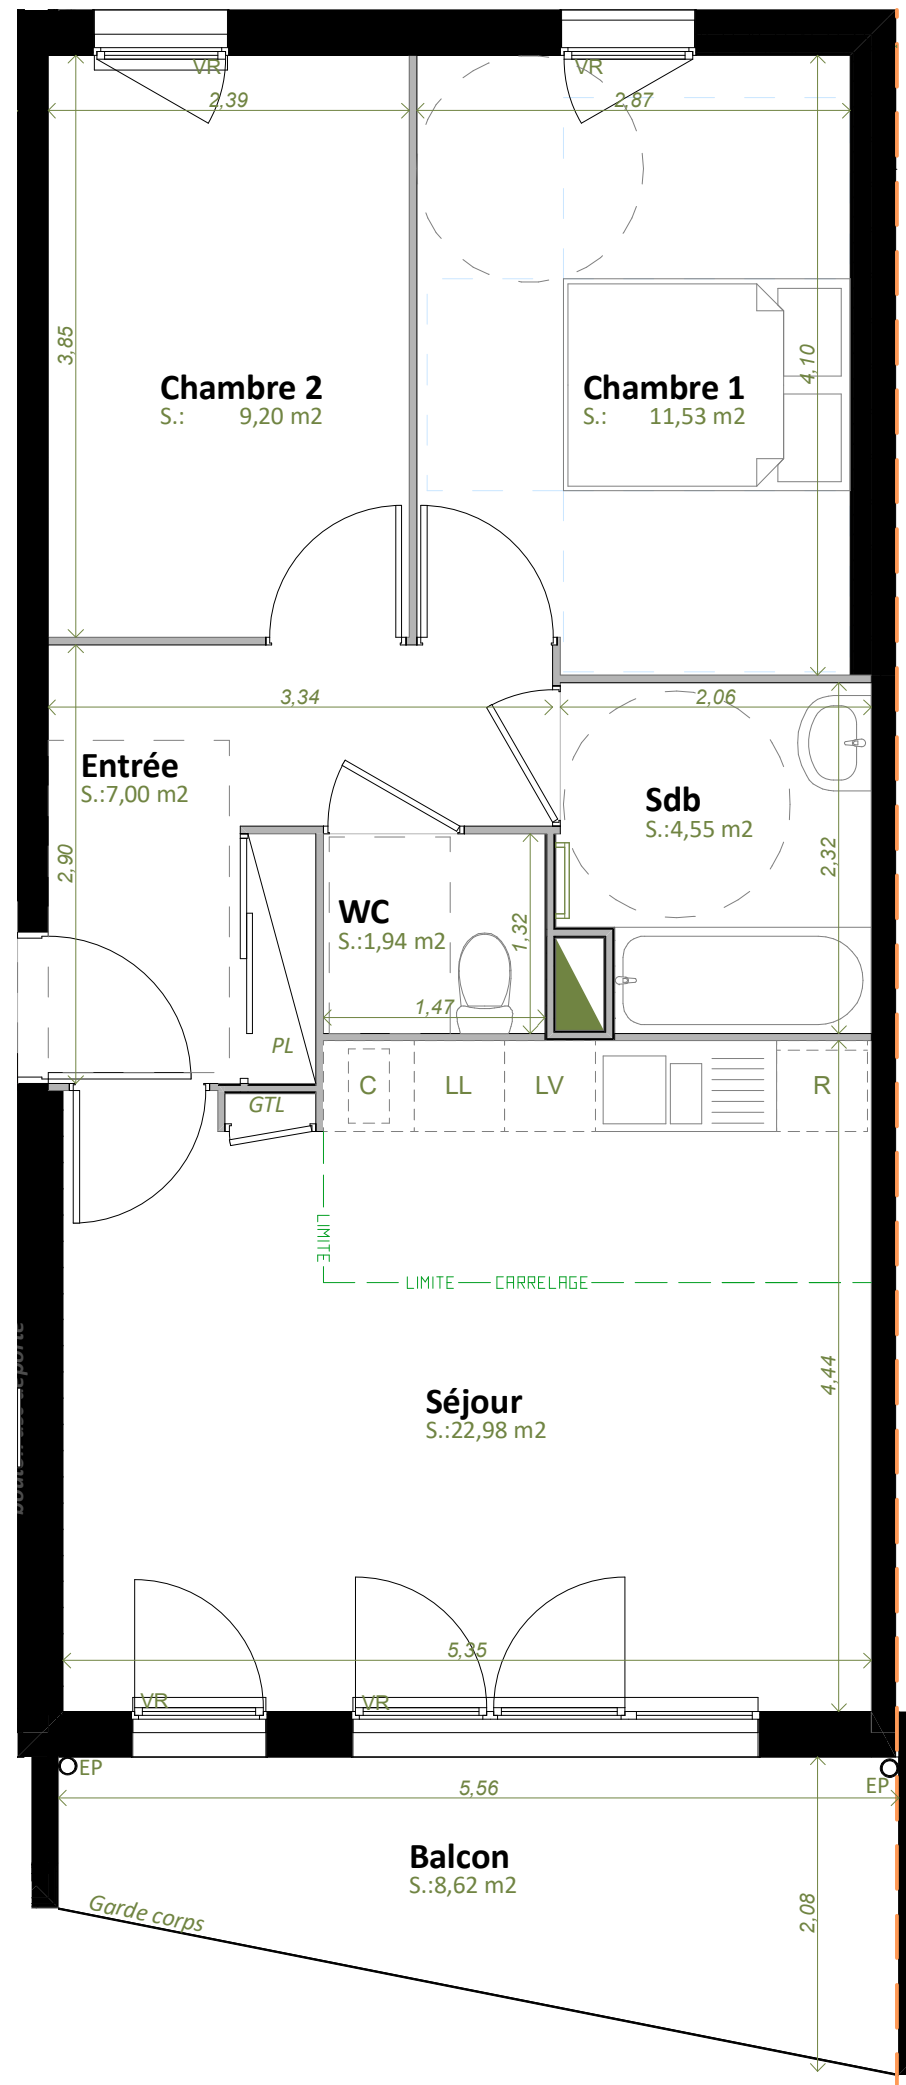 VR
VR
2,39
2,87
3,85
4,10
Chambre 2
S.: 9,20 m2
Chambre 1
S.: 11,53 m2
3,34
2,06
Entrée
S.:7,00 m2
Sdb
S.:4,55 m2
2,90
2,32
WC
S.:1,94 m2
1,32
1,47
PL
GTL
C
LL
LV
R
LIMITE
LIMITE
CARRELAGE
4,44
Séjour
S.:22,98 m2
5,35
VR
VR
EP
EP
5,56
Balcon
S.:8,62 m2
Garde corps
2,08